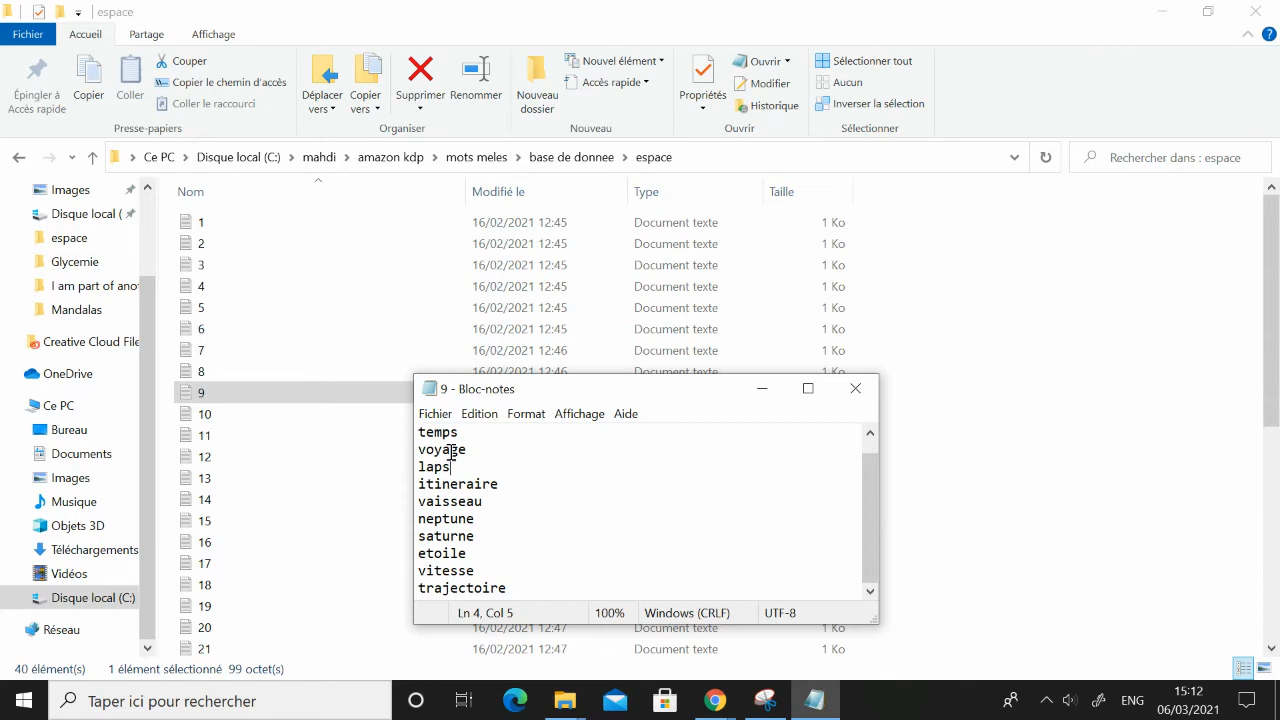 espace
Fichier Accueil Partage Affichage
Épingler à Accès rapide
Copier
Coller
Couper
Copier le chemin d'accès
Coller le raccourci
Presse-papiers
Déplacer vers
Copier vers
Supprimer
Renommer
Organiser
Nouveau dossier
Nouvel élément
Accès rapide
Nouveau
Propriétés
Ouvrir
Modifier
Historique
Ouvrir
Sélectionner tout
Aucun
Inverser la sélection
Sélectionner
Ce PC > Disque local (C:) > mahdi > amazon kdp > mots meles > base de donnee > espace
Rechercher dans : espace
Images
Disque local (
espace
Glycemie
I am part of ano
Mandalas
Creative Cloud File
OneDrive
Ce PC
Bureau
Documents
Images
Musique
Objets 3D
Téléchargements
Vidéos
Disque local (C:)
Réseau
Nom Modifié le Type Taille
1 16/02/2021 12:45 Document texte 1 Ko
2 16/02/2021 12:45 Document texte 1 Ko
3 16/02/2021 12:45 Document texte 1 Ko
4 16/02/2021 12:45 Document texte 1 Ko
5 16/02/2021 12:45 Document texte 1 Ko
6 16/02/2021 12:45 Document texte 1 Ko
7 16/02/2021 12:46 Document texte 1 Ko
8 16/02/2021 12:46 Document texte 1 Ko
9
10
11
12
13
14
15
16
17
18
19
20 16/02/2021 12:47 Document texte 1 Ko
21 16/02/2021 12:47 Document texte 1 Ko
9 - Bloc-notes
Fichier Edition Format Affichage Aide
temps
voyage
laps
itineraire
vaisseau
neptune
saturne
etoile
vitesse
trajectoire
Ln 4, Col 5 100% Windows (CRLF) UTF-8
40 élément(s) 1 élément sélectionné 99 octet(s)
Taper ici pour rechercher
ENG
15:12
06/03/2021